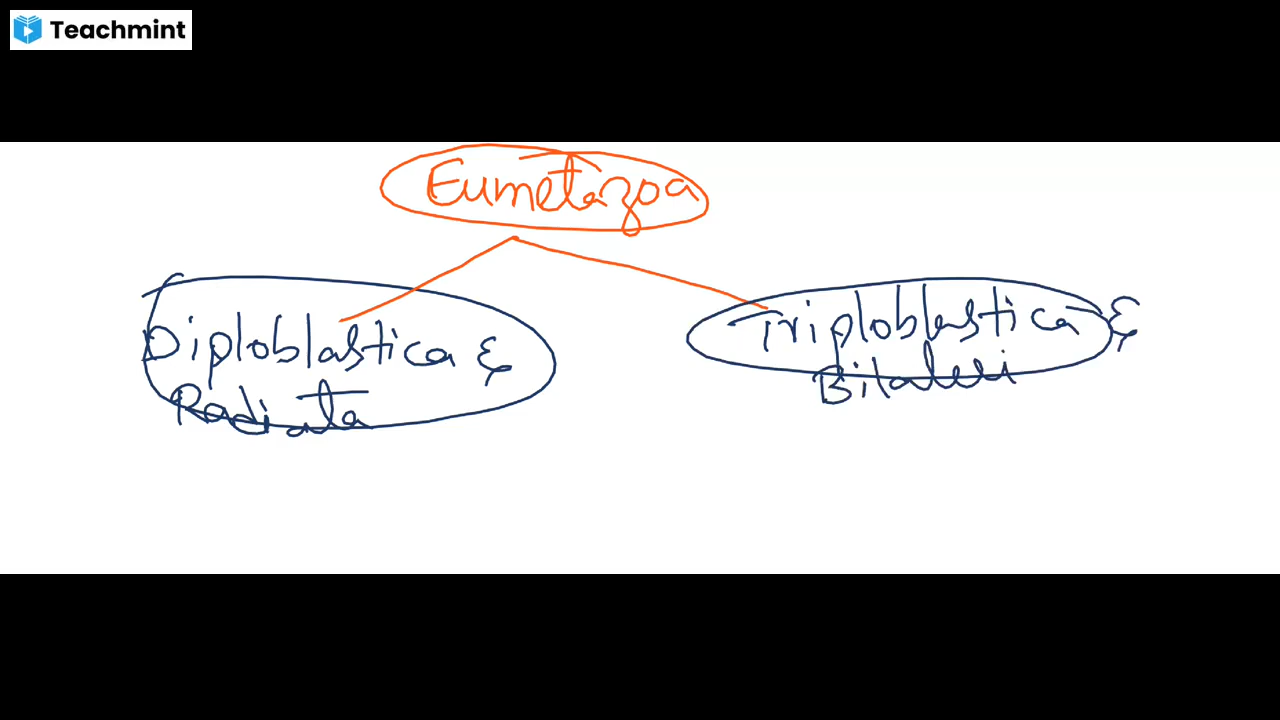 Teachmint
Eumetazoa
Diploblastica &
Radiata
Triploblastica &
Bilateri